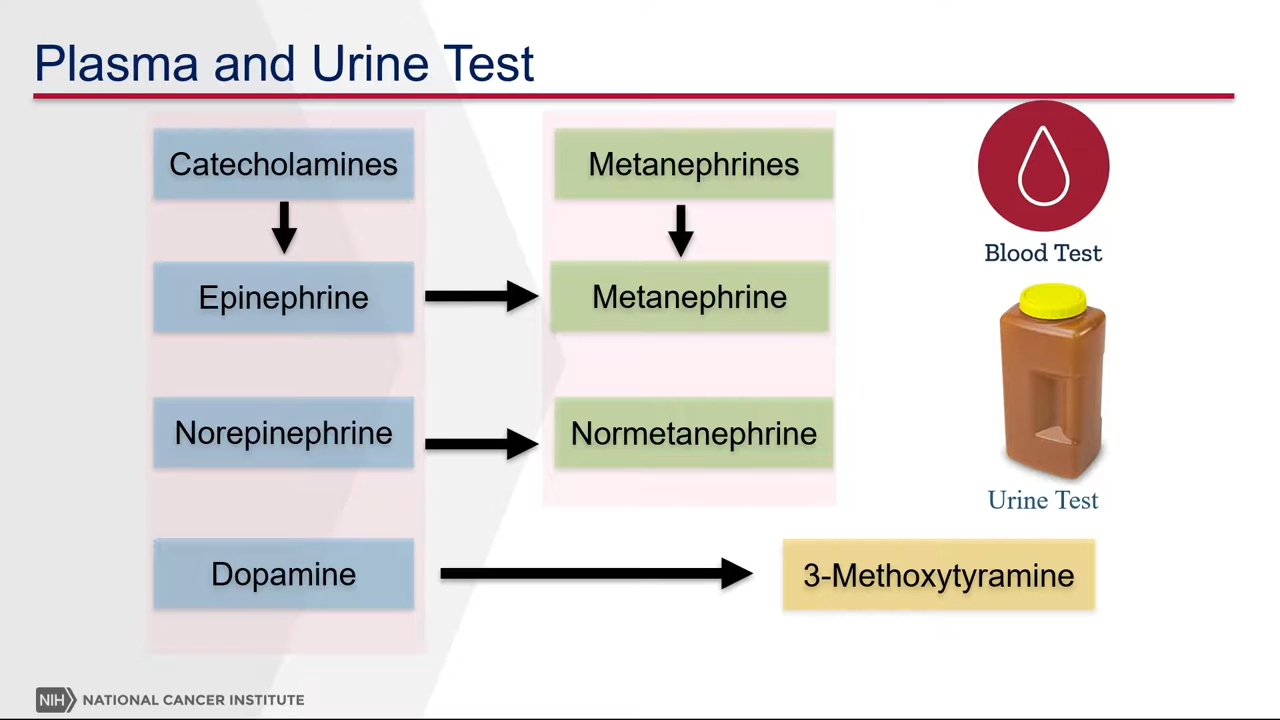 Plasma and Urine Test
Catecholamines
Metanephrines
Blood Test
Epinephrine
Metanephrine
Norepinephrine
Normetanephrine
Urine Test
Dopamine
3-Methoxytyramine
NIH NATIONAL CANCER INSTITUTE